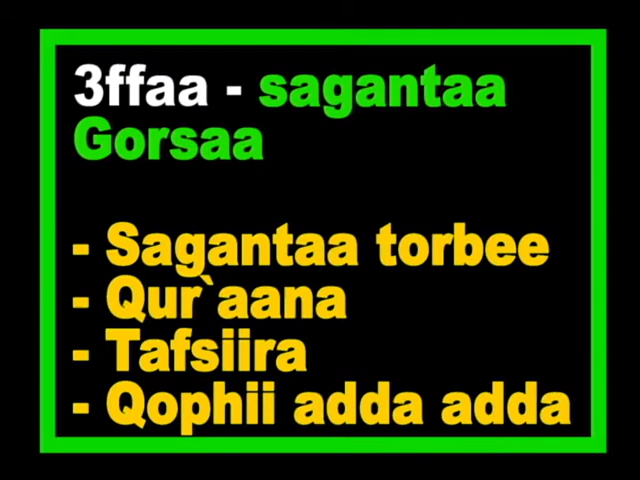 3ffaa - sagantaa
Gorsaa
- Sagantaa torbee
- Qur`aana
- Tafsiira
- Qophii adda adda